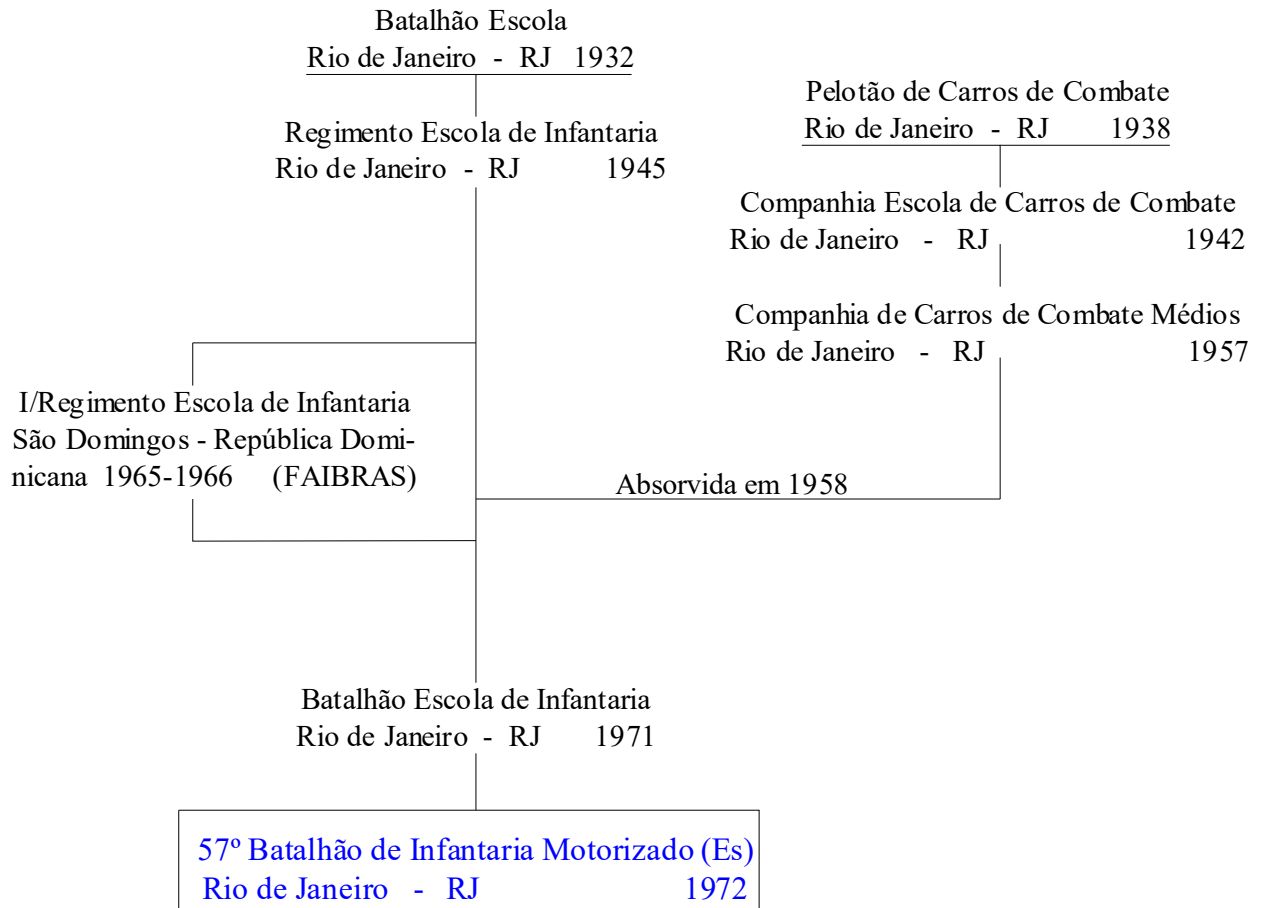 Batalhão Escola
Rio de Janeiro - RJ 1932
Pelotão de Carros de Combate
Rio de Janeiro - RJ 1938
Regimento Escola de Infantaria
Rio de Janeiro - RJ 1945
Companhia Escola de Carros de Combate
Rio de Janeiro - RJ 1942
Companhia de Carros de Combate Médios
Rio de Janeiro - RJ 1957
I/Regimento Escola de Infantaria
São Domingos - República Domi-
nicana 1965-1966 (FAIBRAS)
Absorvida em 1958
Batalhão Escola de Infantaria
Rio de Janeiro - RJ 1971
57º Batalhão de Infantaria Motorizado (Es)
Rio de Janeiro - RJ 1972